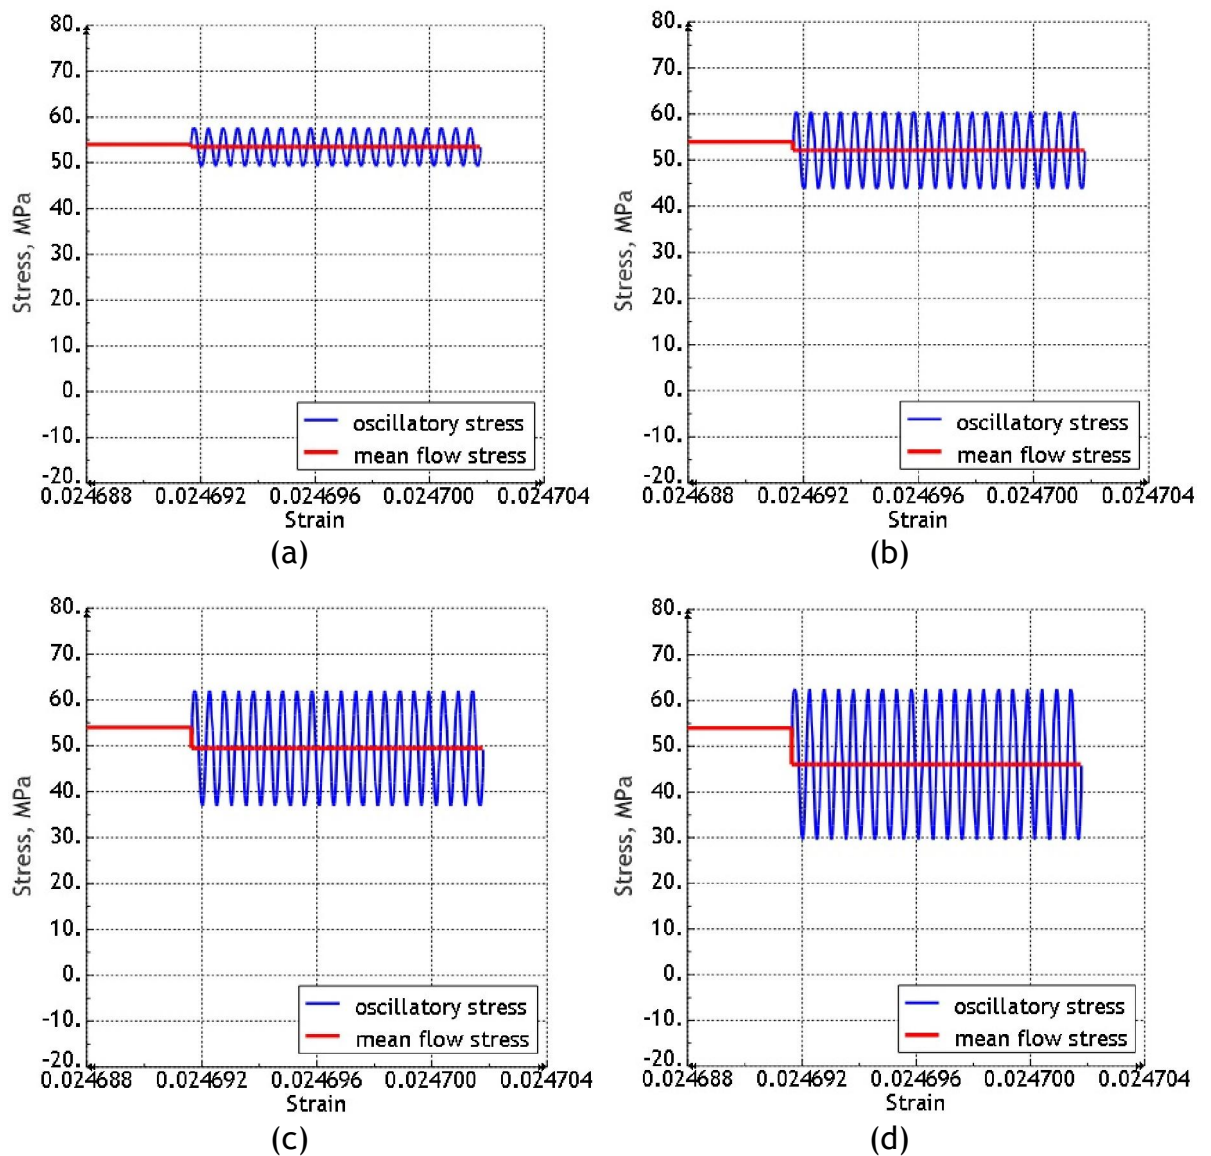 80.
70.
60.
50.
40.
30.
20.
10.
0.
-10.
-20.
Stress, MPa
oscillatory stress
mean flow stress
0.024688 0.024692 0.024696 0.024700 0.024704
Strain
(a)
80.
70.
60.
50.
40.
30.
20.
10.
0.
-10.
-20.
Stress, MPa
oscillatory stress
mean flow stress
0.024688 0.024692 0.024696 0.024700 0.024704
Strain
(b)
80.
70.
60.
50.
40.
30.
20.
10.
0.
-10.
-20.
Stress, MPa
oscillatory stress
mean flow stress
0.024688 0.024692 0.024696 0.024700 0.024704
Strain
(c)
80.
70.
60.
50.
40.
30.
20.
10.
0.
-10.
-20.
Stress, MPa
oscillatory stress
mean flow stress
0.024688 0.024692 0.024696 0.024700 0.024704
Strain
(d)